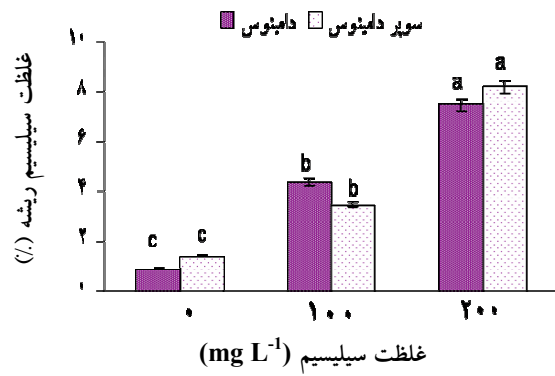 دامینوس سوپر دامینوس
غلظت سیلیسیم ریشه (٪)
۱۰
۸
۶
۴
۲
۰
a a
b b
c c
۰ ۱۰۰ ۲۰۰
غلظت سیلیسیم (mg L⁻¹)